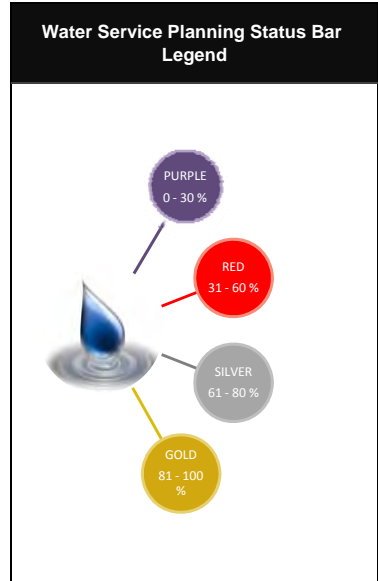 Water Service Planning Status Bar
Legend
PURPLE
0 - 30 %
RED
31 - 60 %
SILVER
61 - 80 %
GOLD
81 - 100
%